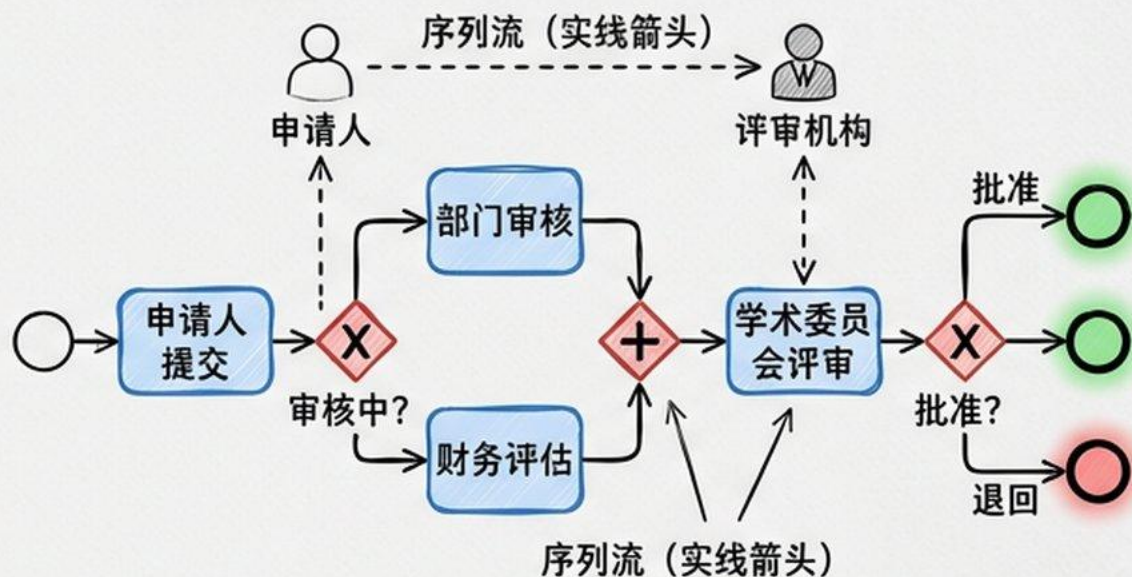 序列流（实线箭头）
申请人
评审机构
批准
部门审核
申请人
提交
X
+
学术委员
会评审
X
审核中?
批准?
财务评估
退回
序列流（实线箭头）